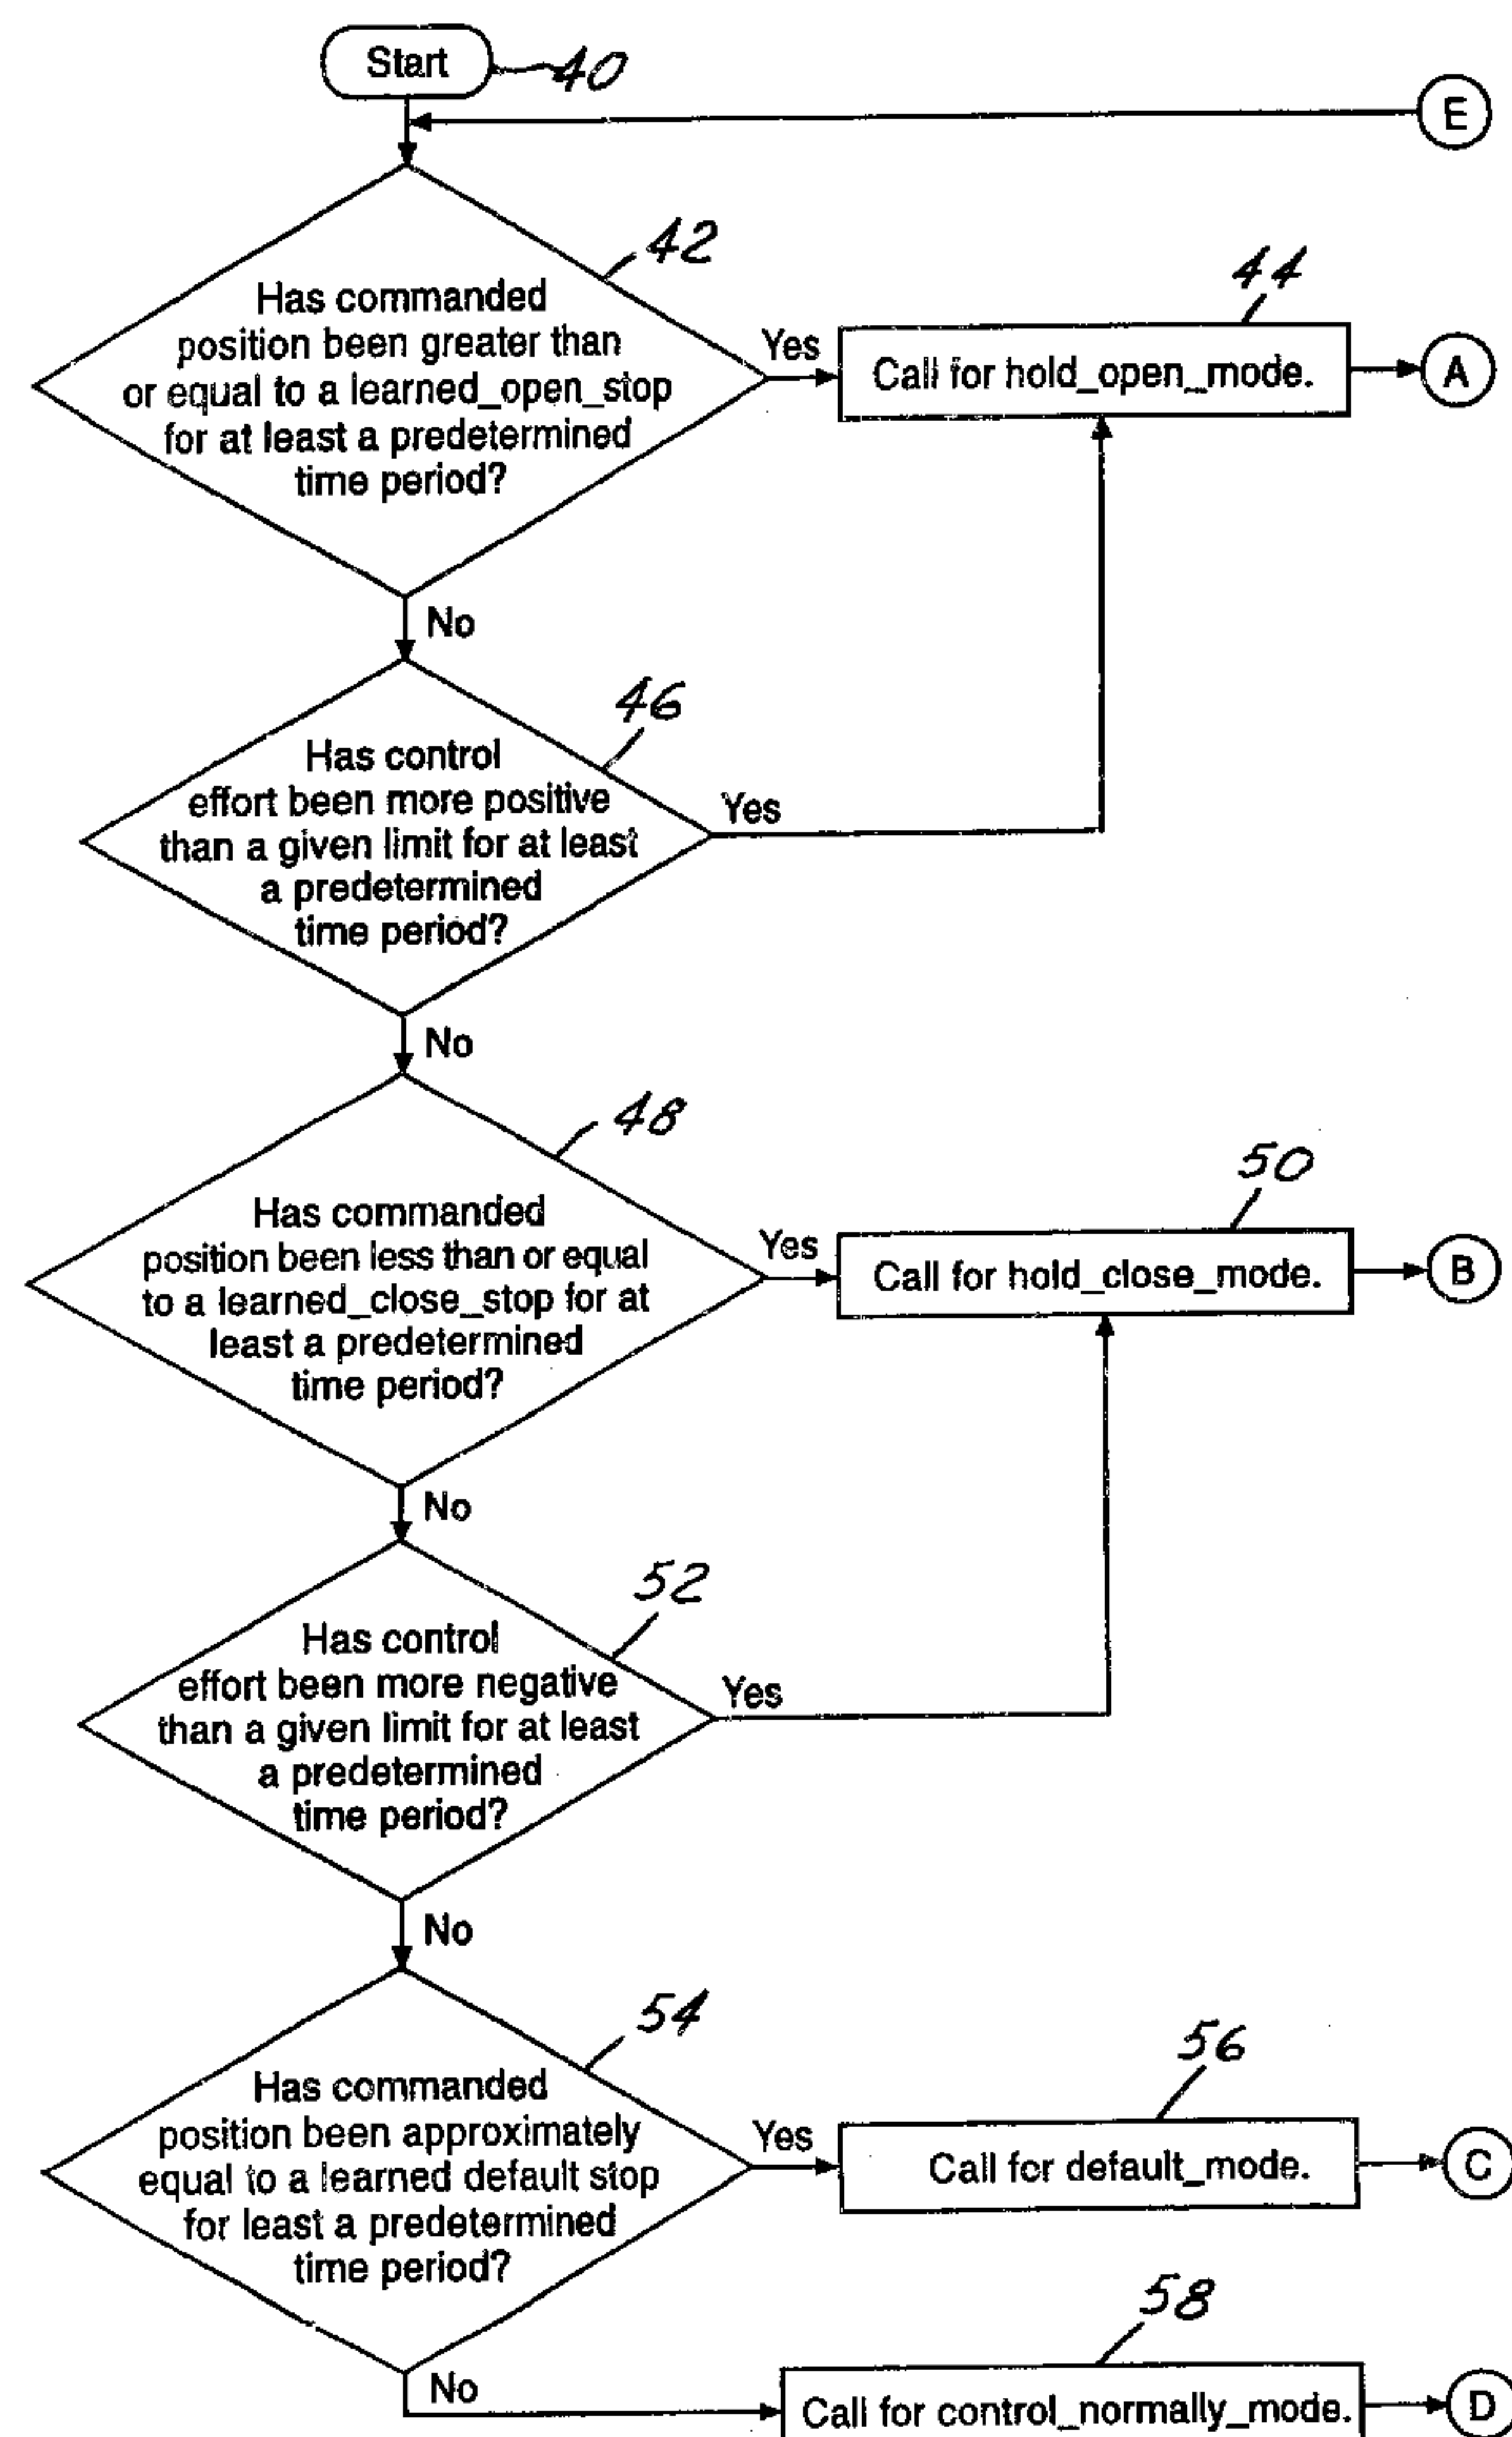 Start
40
E
42
Has commanded
position been greater than
or equal to a learned_open_stop
for at least a predetermined
time period?
Yes
44
Call for hold_open_mode.
A
No
46
Has control
effort been more positive
than a given limit for at least
a predetermined
time period?
Yes
No
48
Has commanded
position been less than or equal
to a learned_close_stop for at
least a predetermined
time period?
Yes
50
Call for hold_close_mode.
B
No
52
Has control
effort been more negative
than a given limit for at least
a predetermined
time period?
Yes
No
54
Has commanded
position been approximately
equal to a learned default stop
for least a predetermined
time period?
Yes
56
Call for default_mode.
C
No
58
Call for control_normally_mode.
D